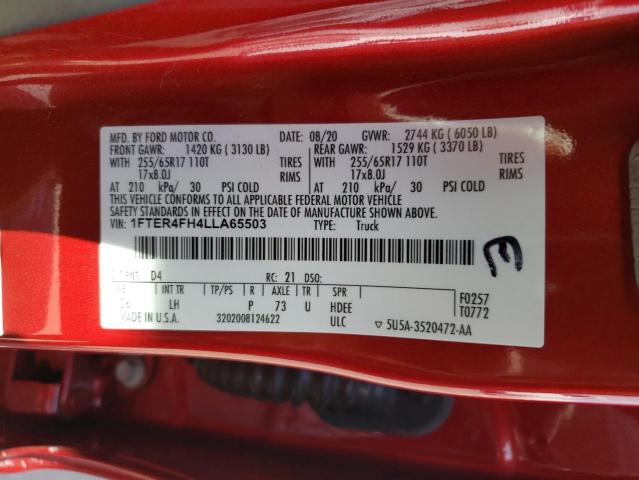 MFD. BY FORD MOTOR CO.
DATE: 08/20 GVWR: 2744 KG ( 6050 LB)
FRONT GAWR: 1420 KG ( 3130 LB) REAR GAWR: 1529 KG ( 3370 LB)
WITH 255/65R17 110T TIRES WITH 255/65R17 110T TIRES
17x8.0J RIMS 17x8.0J RIMS
AT 210 kPa/ 30 PSI COLD AT 210 kPa/ 30 PSI COLD
THIS VEHICLE CONFORMS TO ALL APPLICABLE FEDERAL MOTOR VEHICLE
SAFETY STANDARDS IN EFFECT ON THE DATE OF MANUFACTURE SHOWN ABOVE.
VIN: 1FTER4FH4LLA65503 TYPE: Truck
E
D4 RC: 21 DSO:
INT TR TP/PS R AXLE TR SPR
LH P 73 U HDEE
F0257
T0772
MADE IN U.S.A. 3202008124622 ULC ▽ 5U5A-3520472-AA